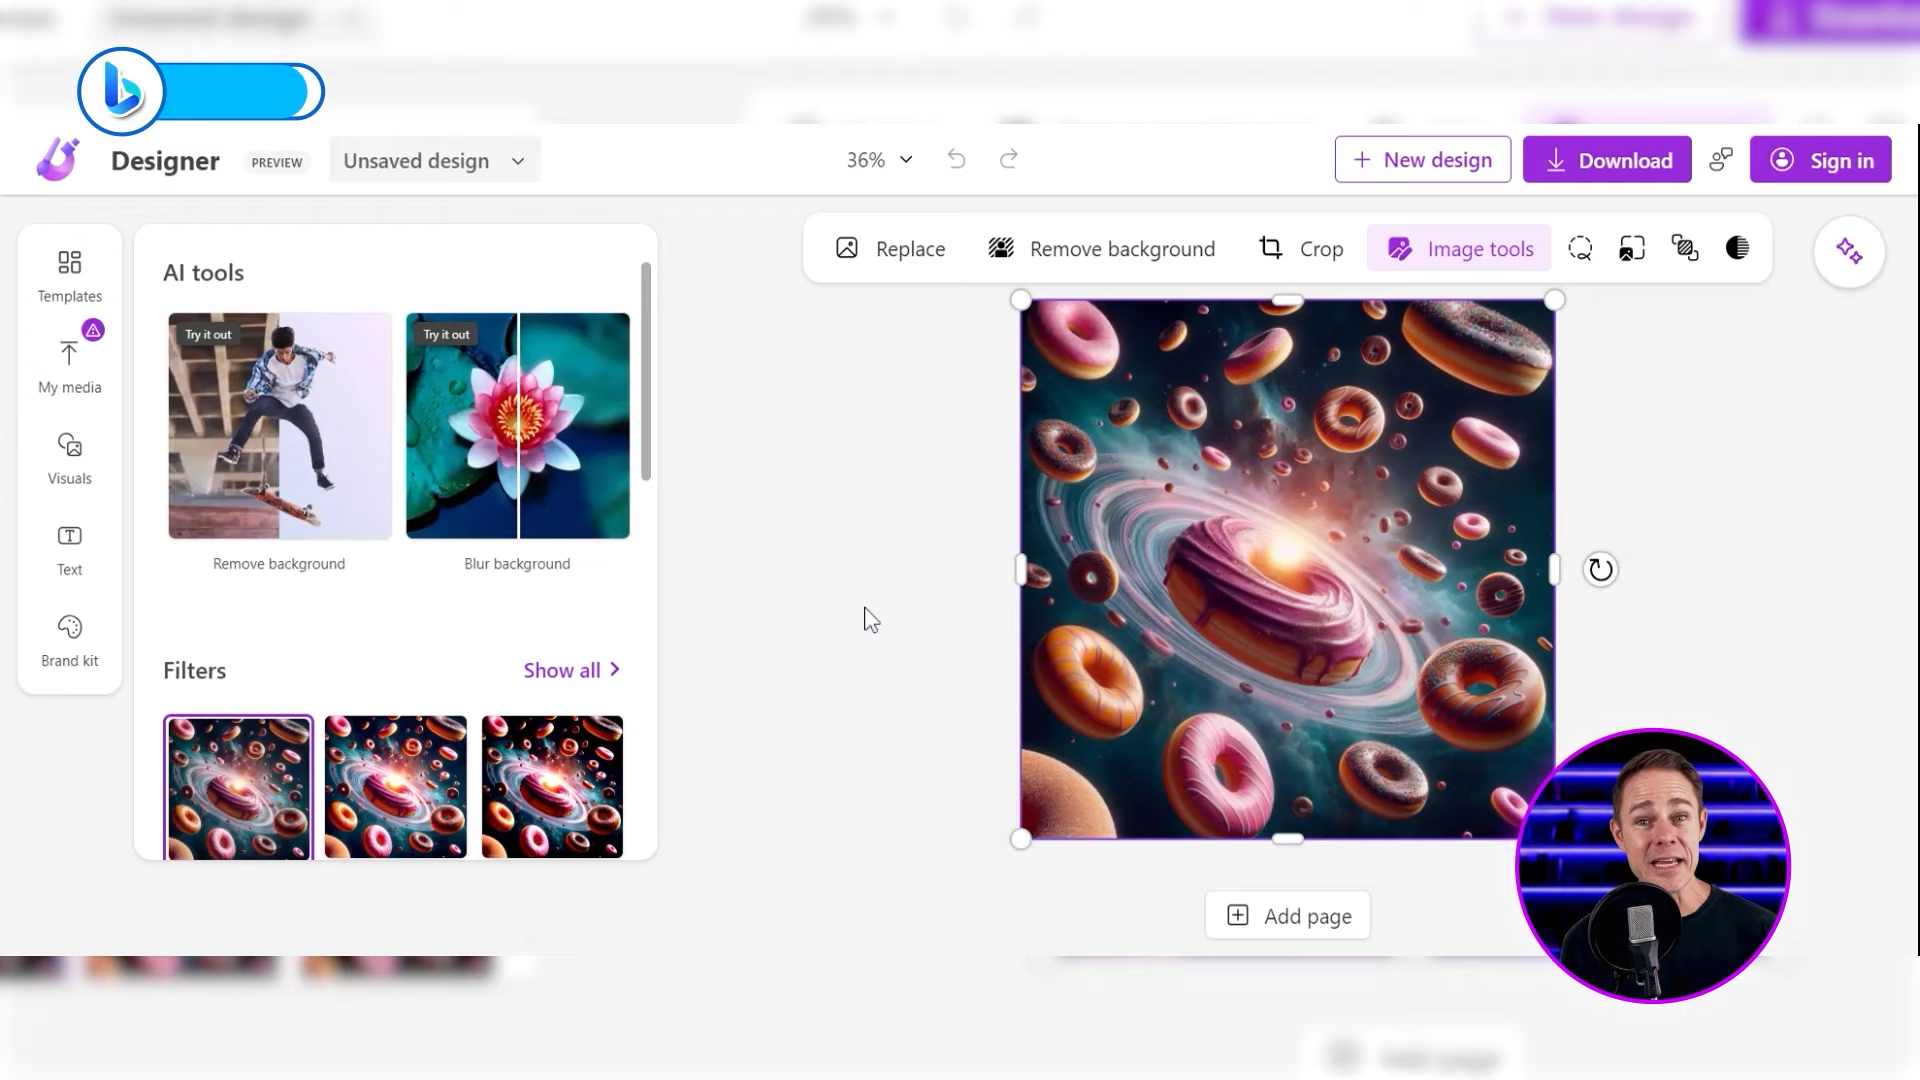 Designer PREVIEW Unsaved design 36% New design Download Sign in
Replace Remove background Crop Image tools
Templates
My media
Visuals
Text
Brand kit
AI tools
Try it out Try it out
Remove background Blur background
Filters Show all
Add page